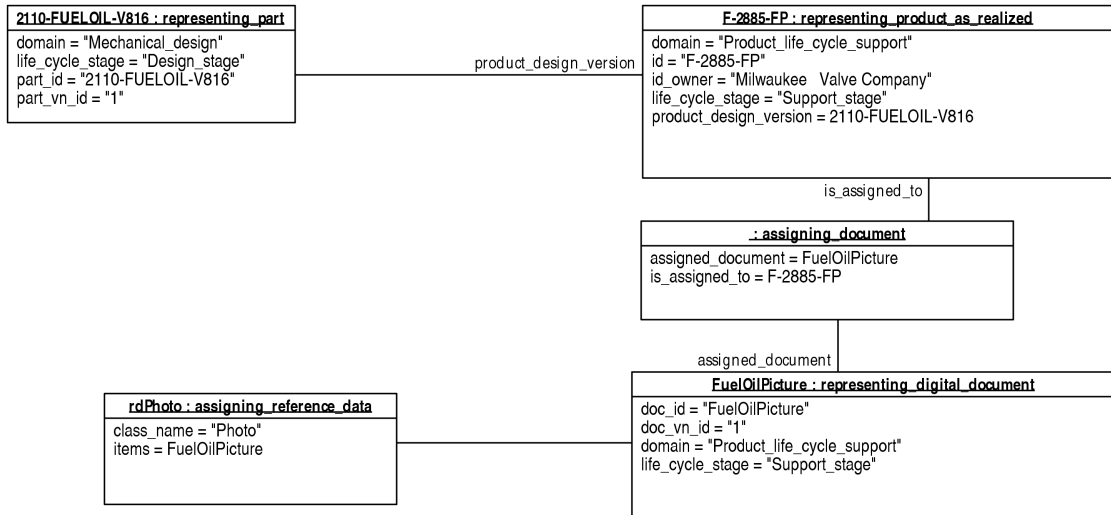 2110-FUELOIL-V816 : representing_part
domain = "Mechanical_design"
life_cycle_stage = "Design_stage"
part_id = "2110-FUELOIL-V816"
part_vn_id = "1"
product_design_version
F-2885-FP : representing_product_as_realized
domain = "Product_life_cycle_support"
id = "F-2885-FP"
id_owner = "Milwaukee Valve Company"
life_cycle_stage = "Support_stage"
product_design_version = 2110-FUELOIL-V816
is_assigned_to
: assigning_document
assigned_document = FuelOilPicture
is_assigned_to = F-2885-FP
assigned_document
FuelOilPicture : representing_digital_document
doc_id = "FuelOilPicture"
doc_vn_id = "1"
domain = "Product_life_cycle_support"
life_cycle_stage = "Support_stage"
rdPhoto : assigning_reference_data
class_name = "Photo"
items = FuelOilPicture